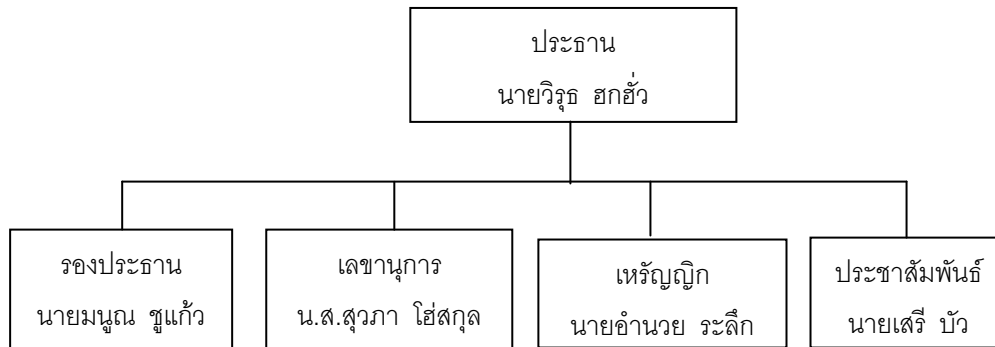 ประธาน
นายวิรุธ ฮกฮั่ว
รองประธาน
นายมนูณ ชูแก้ว
เลขานุการ
น.ส.สุวภา โฮ่สกุล
เหรัญญิก
นายอำนวย ระลึก
ประชาสัมพันธ์
นายเสรี บัว